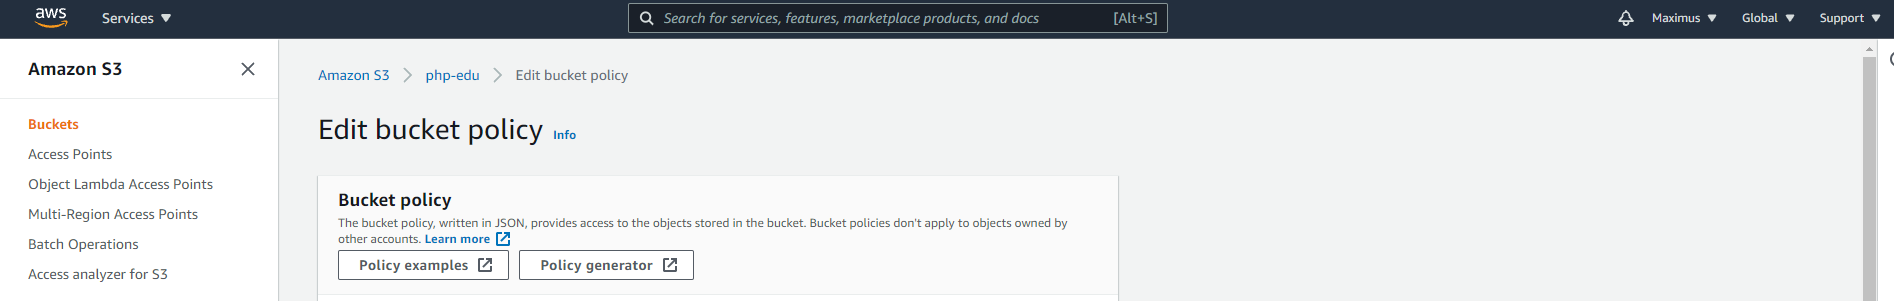 aws Services Search for services, features, marketplace products, and docs [Alt+S] Maximus Global Support
Amazon S3
Buckets
Access Points
Object Lambda Access Points
Multi-Region Access Points
Batch Operations
Access analyzer for S3
Amazon S3 php-edu Edit bucket policy
Edit bucket policy Info
Bucket policy
The bucket policy, written in JSON, provides access to the objects stored in the bucket. Bucket policies don't apply to objects owned by
other accounts. Learn more
Policy examples Policy generator